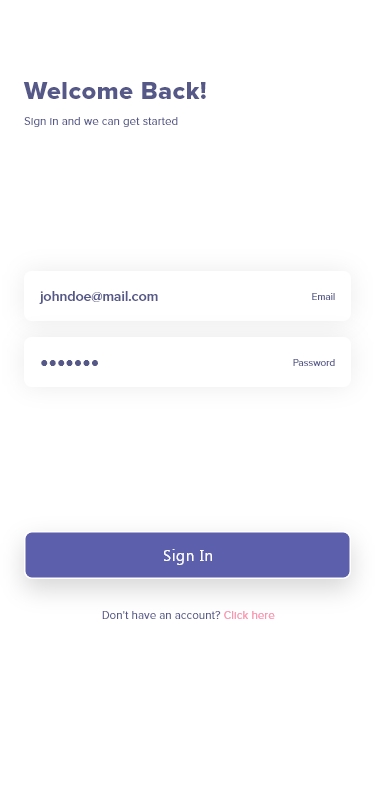 Welcome Back!
Sign in and we can get started
johndoe@mail.com Email
●●●●●●● Password
Sign In
Don't have an account? Click here